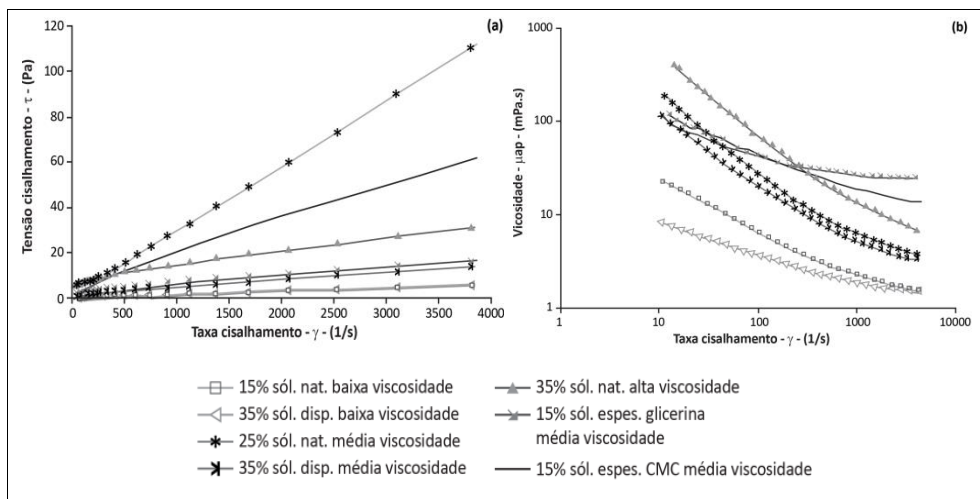 (a)
Tensão cisalhamento - τ - (Pa)
120
100
80
60
40
20
0
0
500
1000
1500
2000
2500
3000
3500
4000
Taxa cisalhamento - γ - (1/s)
(b)
Viscosidade - μap - (mPa.s)
1000
100
10
1
1
10
100
1000
10000
Taxa cisalhamento - γ - (1/s)
15% sól. nat. baixa viscosidade
35% sól. disp. baixa viscosidade
25% sól. nat. média viscosidade
35% sól. disp. média viscosidade
35% sól. nat. alta viscosidade
15% sól. espes. glicerina
média viscosidade
15% sól. espes. CMC média viscosidade